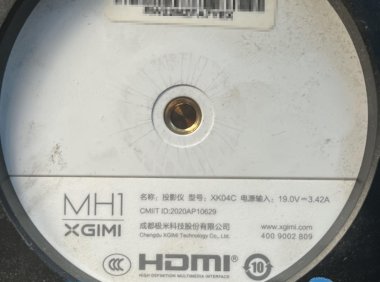 MH1
XGIMI
名称：投影仪 型号：XK04C 电源输入：19.0V⎓3.42A
CMIIT ID:2020AP10629
成都极米科技股份有限公司 www.xgimi.com
Chengdu XGIMI Technology Co., Ltd. 400 9002 809
CCC HDMI 10
HIGH DEFINITION MULTIMEDIA INTERFACE